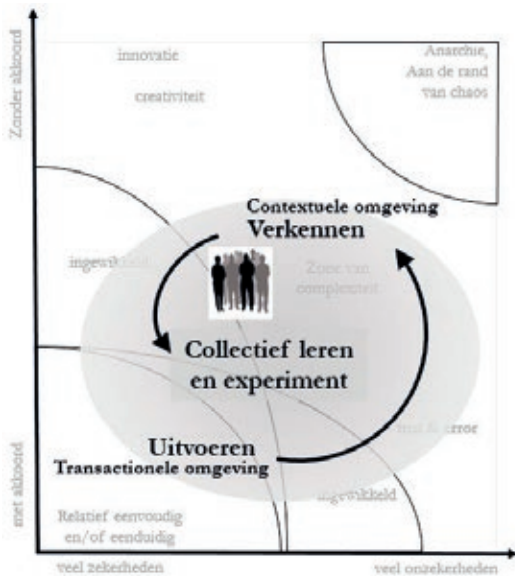 Zonder akkoord
innovatie
creativiteit
Anarchie,
Aan de rand
van chaos
Contextuele omgeving
Verkennen
ingewikkeld
Zone van
complexiteit
Collectief leren
en experiment
trial & error
Uitvoeren
Transactionele omgeving
ingewikkeld
met akkoord
Relatief eenvoudig
en/of eenduidig
veel zekerheden
veel onzekerheden